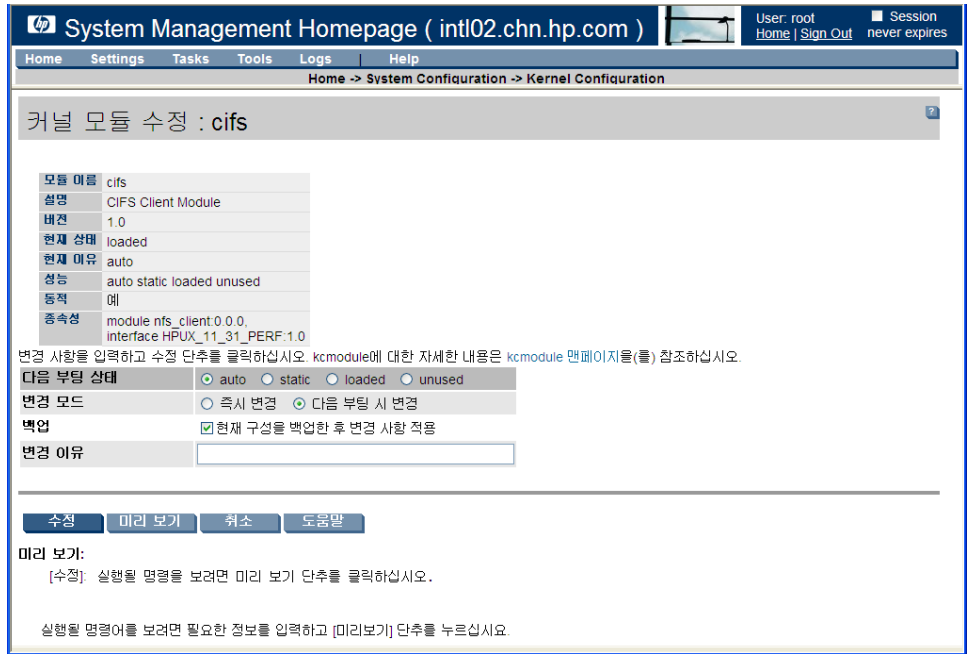 hp System Management Homepage ( intl02.chn.hp.com )
User: root
Home | Sign Out
Session never expires
Home Settings Tasks Tools Logs | Help
Home -> System Configuration -> Kernel Configuration
커널 모듈 수정 : cifs
?
모듈 이름 cifs
설명 CIFS Client Module
버전 1.0
현재 상태 loaded
현재 이유 auto
성능 auto static loaded unused
동적 예
종속성 module nfs_client:0.0.0,
interface HPUX_11_31_PERF:1.0
변경 사항을 입력하고 수정 단추를 클릭하십시오. kcmodule에 대한 자세한 내용은 kcmodule 맨페이지을(를) 참조하십시오.
다음 부팅 상태 auto static loaded unused
변경 모드 즉시 변경 다음 부팅 시 변경
백업 현재 구성을 백업한 후 변경 사항 적용
변경 이유
수정 미리 보기 취소 도움말
미리 보기:
[수정]: 실행될 명령을 보려면 미리 보기 단추를 클릭하십시오.
실행될 명령어를 보려면 필요한 정보를 입력하고 [미리보기] 단추를 누르십시요.